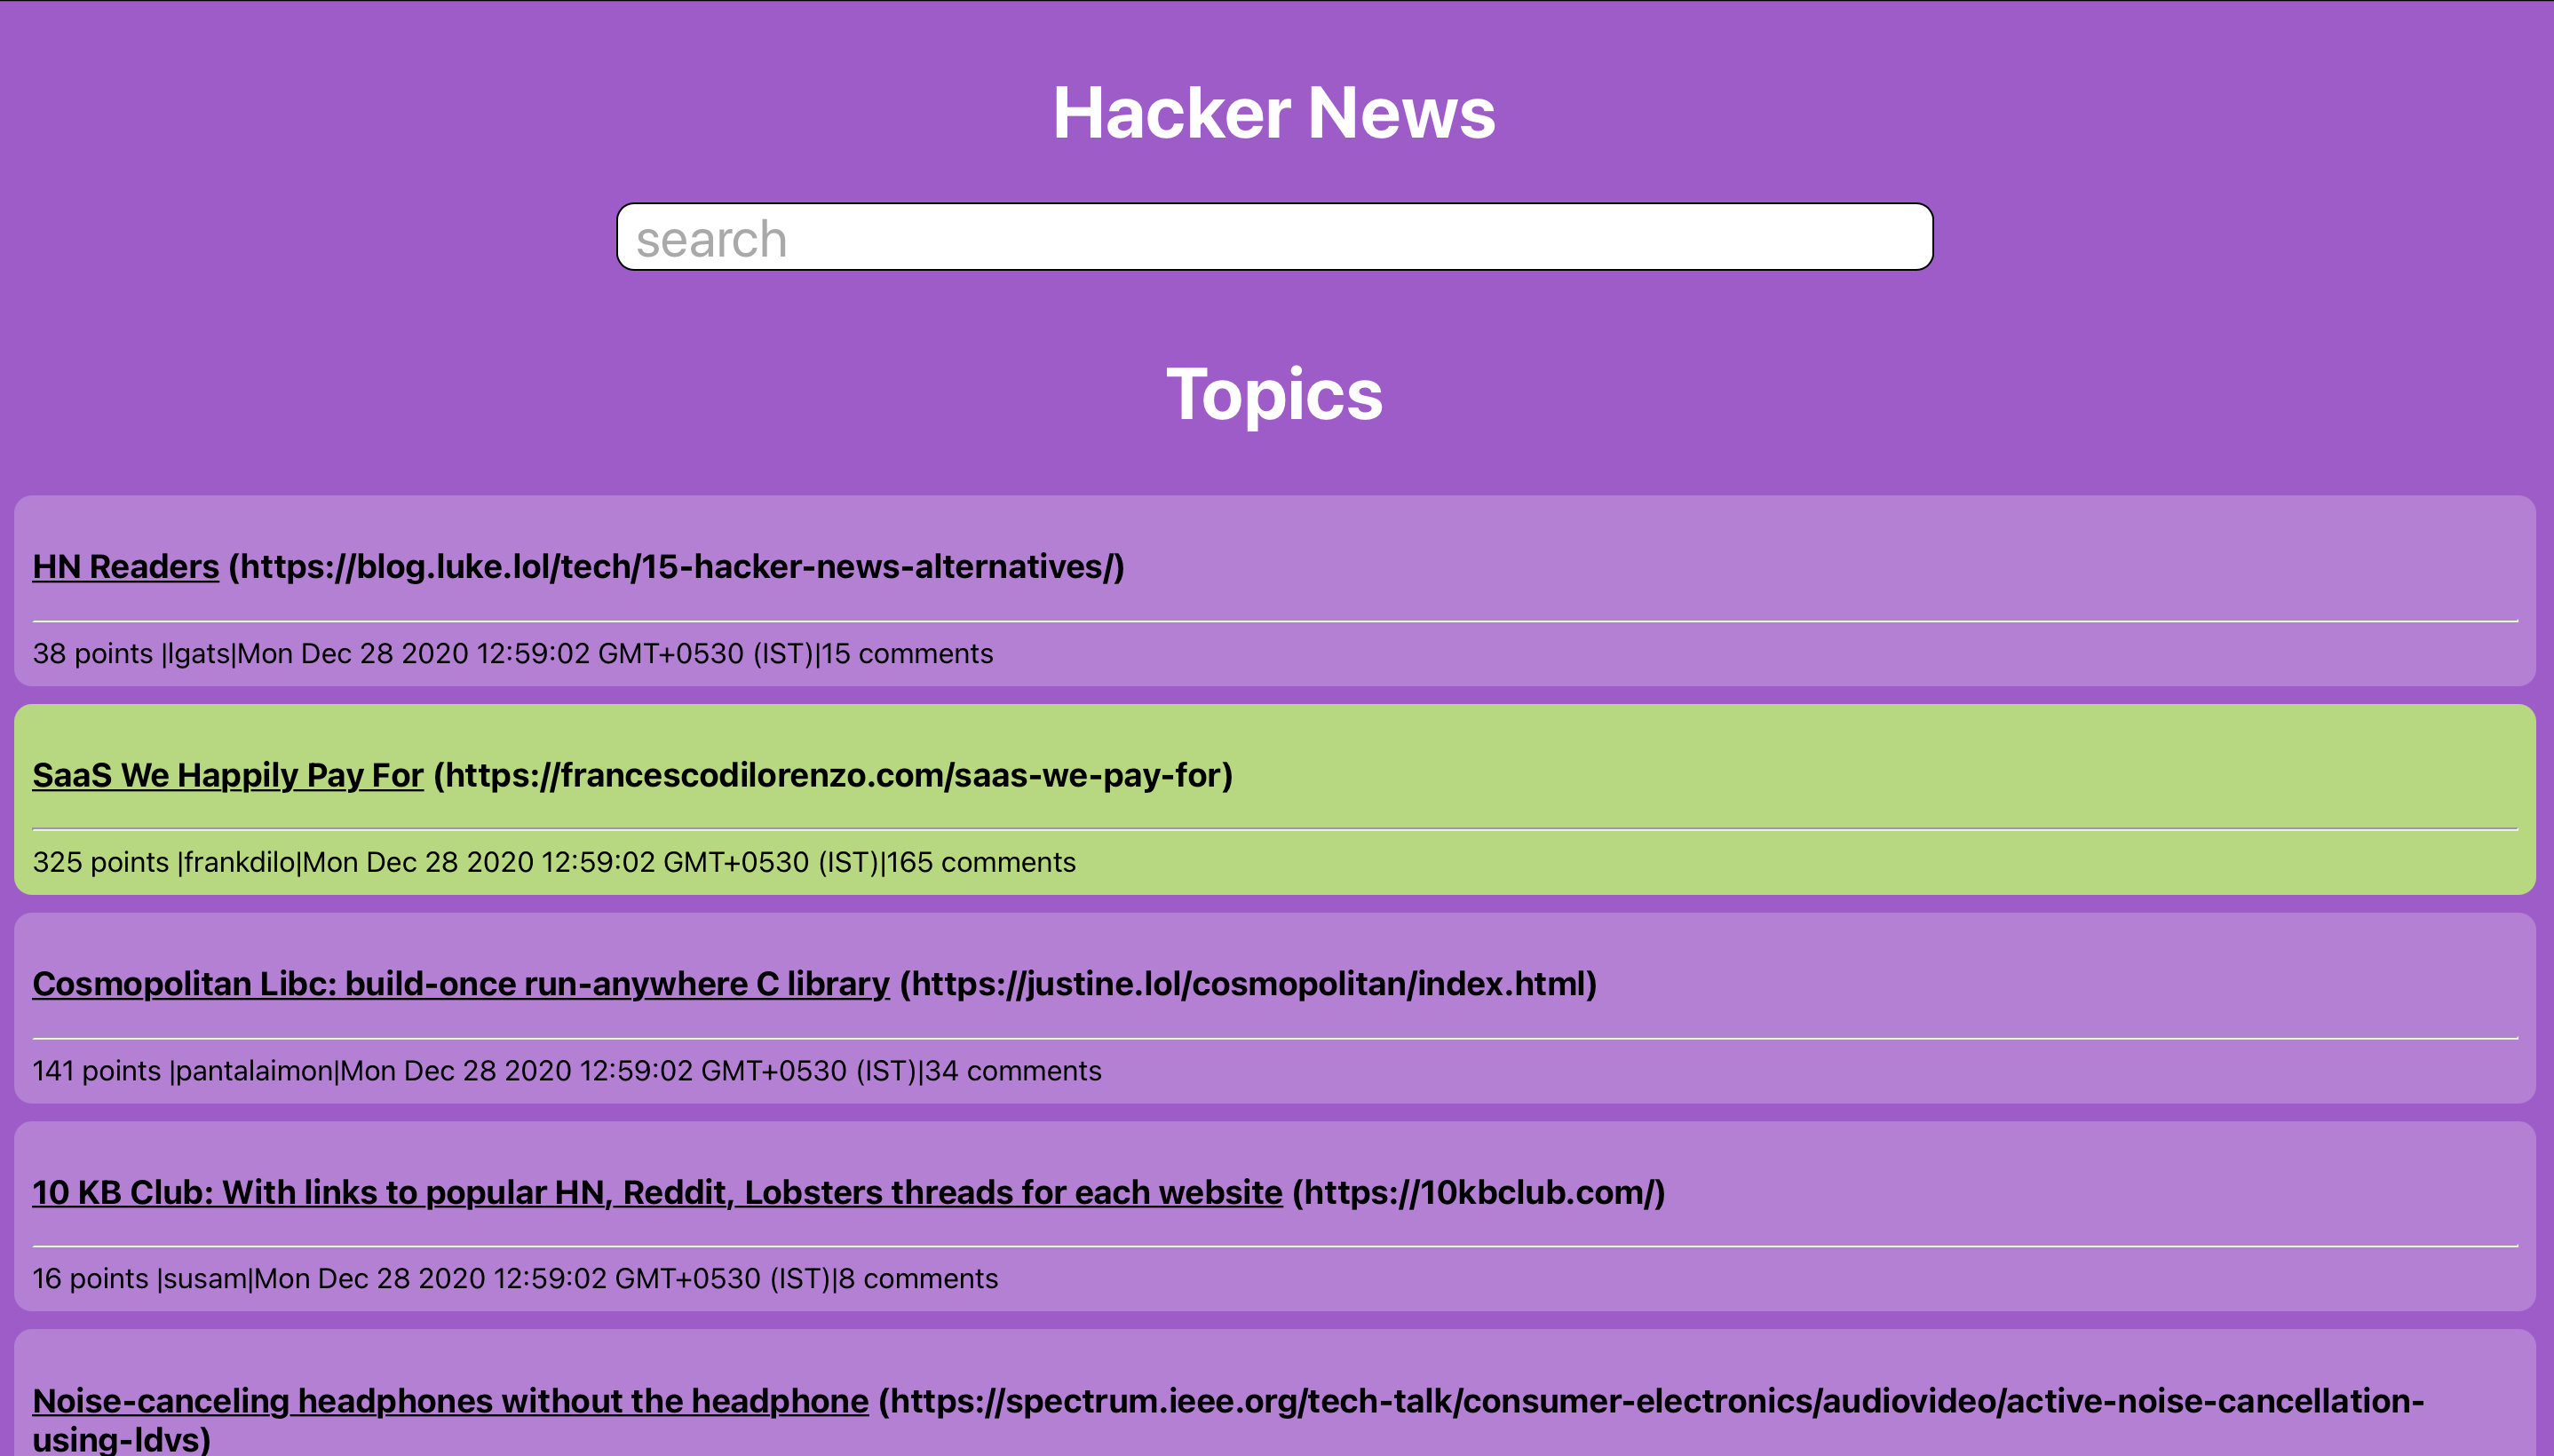 Hacker News
search
Topics
HN Readers (https://blog.luke.lol/tech/15-hacker-news-alternatives/)
38 points |lgats|Mon Dec 28 2020 12:59:02 GMT+0530 (IST)|15 comments
SaaS We Happily Pay For (https://francescodilorenzo.com/saas-we-pay-for)
325 points |frankdilo|Mon Dec 28 2020 12:59:02 GMT+0530 (IST)|165 comments
Cosmopolitan Libc: build-once run-anywhere C library (https://justine.lol/cosmopolitan/index.html)
141 points |pantalaimon|Mon Dec 28 2020 12:59:02 GMT+0530 (IST)|34 comments
10 KB Club: With links to popular HN, Reddit, Lobsters threads for each website (https://10kbclub.com/)
16 points |susam|Mon Dec 28 2020 12:59:02 GMT+0530 (IST)|8 comments
Noise-canceling headphones without the headphone (https://spectrum.ieee.org/tech-talk/consumer-electronics/audiovideo/active-noise-cancellation-
using-ldvs)